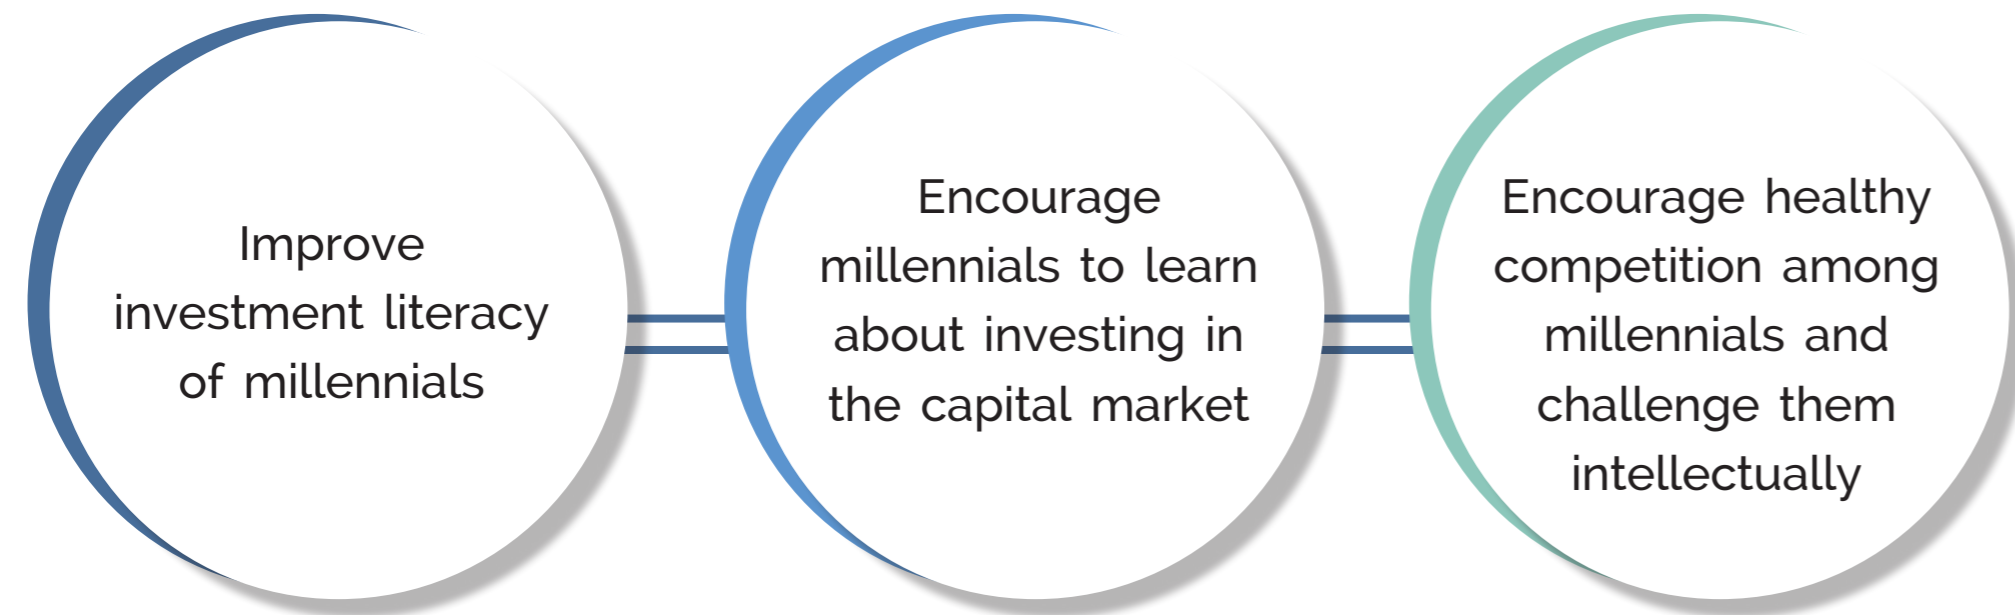 Improve
investment literacy
of millennials
Encourage
millennials to learn
about investing in
the capital market
Encourage healthy
competition among
millennials and
challenge them
intellectually